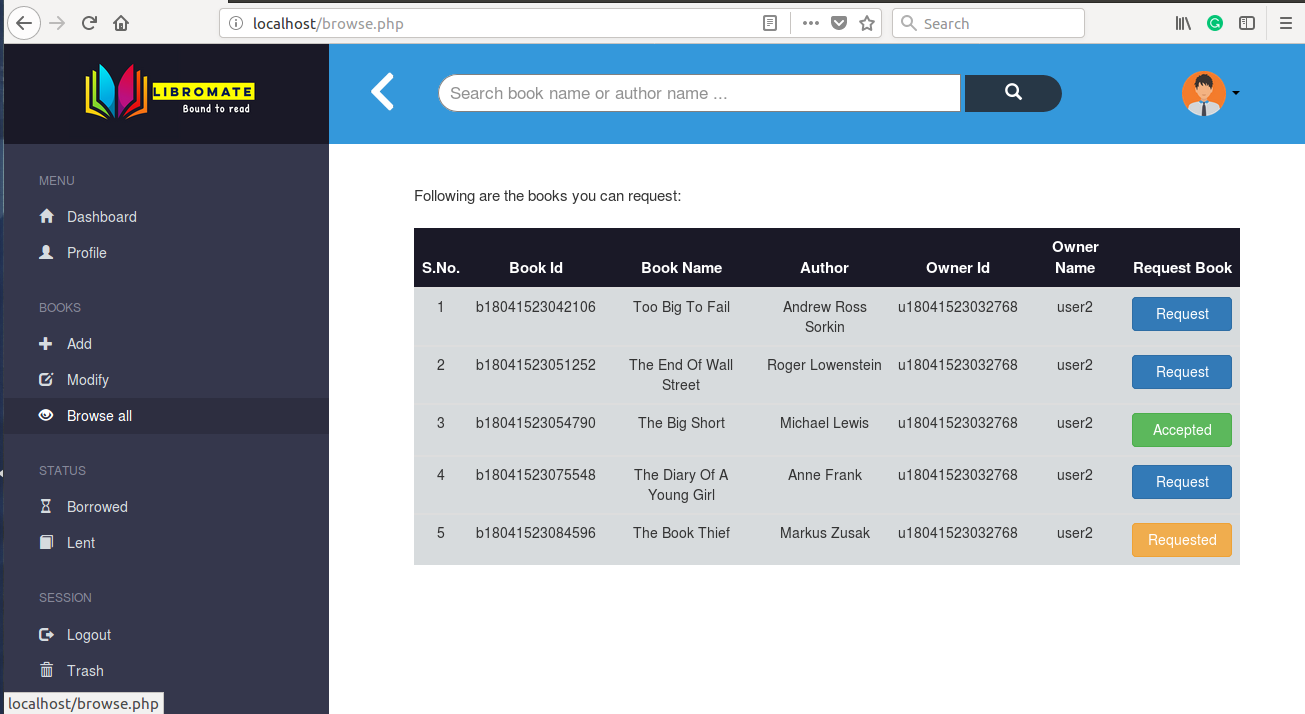 localhost/browse.php
Search
LIBROMATE
Bound to read
Search book name or author name ...
MENU
Dashboard
Profile
BOOKS
Add
Modify
Browse all
STATUS
Borrowed
Lent
SESSION
Logout
Trash
localhost/browse.php
Following are the books you can request:
S.No. Book Id Book Name Author Owner Id Owner Name Request Book
1 b18041523042106 Too Big To Fail Andrew Ross Sorkin u18041523032768 user2 Request
2 b18041523051252 The End Of Wall Street Roger Lowenstein u18041523032768 user2 Request
3 b18041523054790 The Big Short Michael Lewis u18041523032768 user2 Accepted
4 b18041523075548 The Diary Of A Young Girl Anne Frank u18041523032768 user2 Request
5 b18041523084596 The Book Thief Markus Zusak u18041523032768 user2 Requested